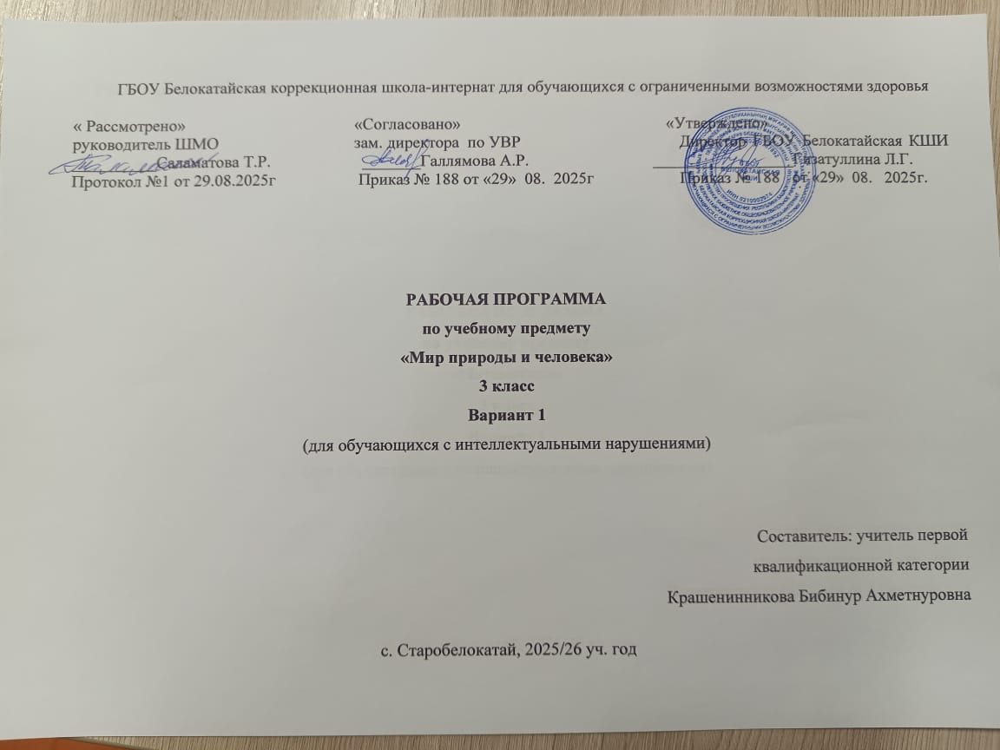 ГБОУ Белокатайская коррекционная школа-интернат для обучающихся с ограниченными возможностями здоровья
« Рассмотрено»
руководитель ШМО
Саламатова Т.Р.
Протокол №1 от 29.08.2025г
«Согласовано»
зам. директора по УВР
Галлямова А.Р.
Приказ № 188 от «29» 08. 2025г
«Утверждено»
Директор ГБОУ Белокатайская КШИ
Гизатуллина Л.Г.
Приказ № 188 от «29» 08. 2025г.
РАБОЧАЯ ПРОГРАММА
по учебному предмету
«Мир природы и человека»
3 класс
Вариант 1
(для обучающихся с интеллектуальными нарушениями)
Составитель: учитель первой
квалификационной категории
Крашенинникова Бибинур Ахметнуровна
с. Старобелокатай, 2025/26 уч. год